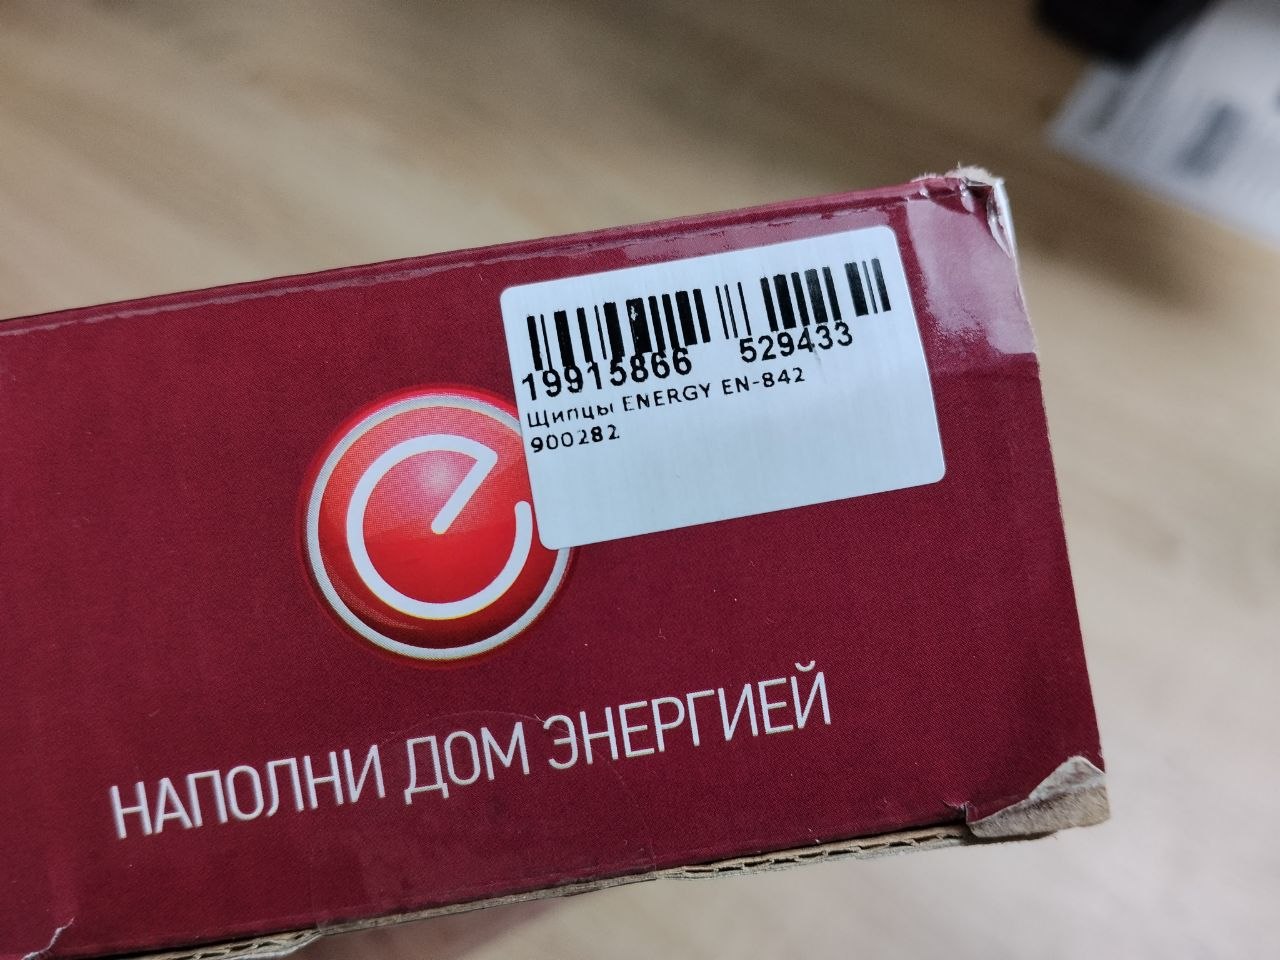 19915866 529433
Щипцы ENERGY EN-842
900282
НАПОЛНИ ДОМ ЭНЕРГИЕЙ